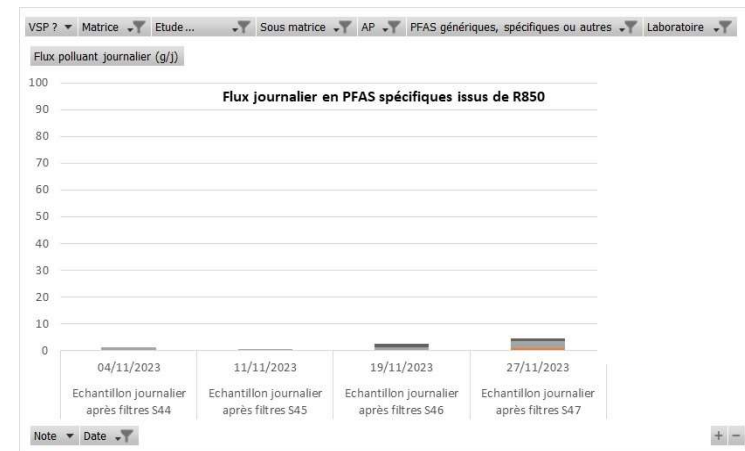 VSP ? Matrice Etude ... Sous matrice AP PFAS génériques, spécifiques ou autres Laboratoire
Flux polluant journalier (g/j)
Flux journalier en PFAS spécifiques issus de R850
100
90
80
70
60
50
40
30
20
10
0
04/11/2023 11/11/2023 19/11/2023 27/11/2023
Echantillon journalier Echantillon journalier Echantillon journalier Echantillon journalier
après filtres S44 après filtres S45 après filtres S46 après filtres S47
Note Date + -